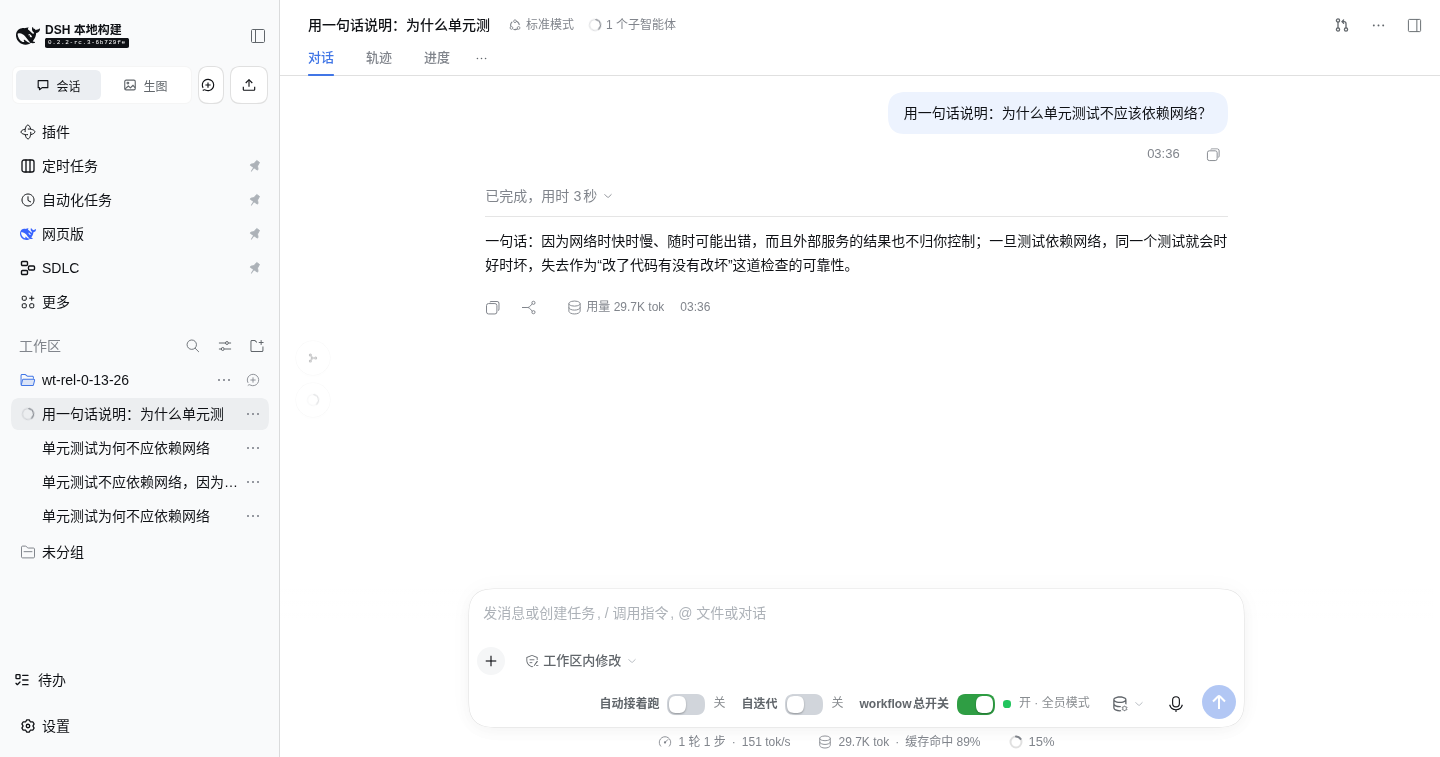 DSH 本地构建
0.2.2-rc.3-6b729fe
会话
生图
插件
定时任务
自动化任务
网页版
SDLC
更多
工作区
wt-rel-0-13-26
用一句话说明：为什么单元测
单元测试为何不应依赖网络
单元测试不应依赖网络，因为…
单元测试为何不应依赖网络
未分组
待办
设置
用一句话说明：为什么单元测
标准模式
1 个子智能体
对话
轨迹
进度
用一句话说明：为什么单元测试不应该依赖网络？
03:36
已完成，用时 3 秒
一句话：因为网络时快时慢、随时可能出错，而且外部服务的结果也不归你控制；一旦测试依赖网络，同一个测试就会时
好时坏，失去作为“改了代码有没有改坏”这道检查的可靠性。
用量 29.7K tok
03:36
发消息或创建任务, / 调用指令, @ 文件或对话
工作区内修改
自动接着跑
关
自迭代
关
workflow总开关
开 · 全员模式
1 轮 1 步 · 151 tok/s
29.7K tok · 缓存命中 89%
15%